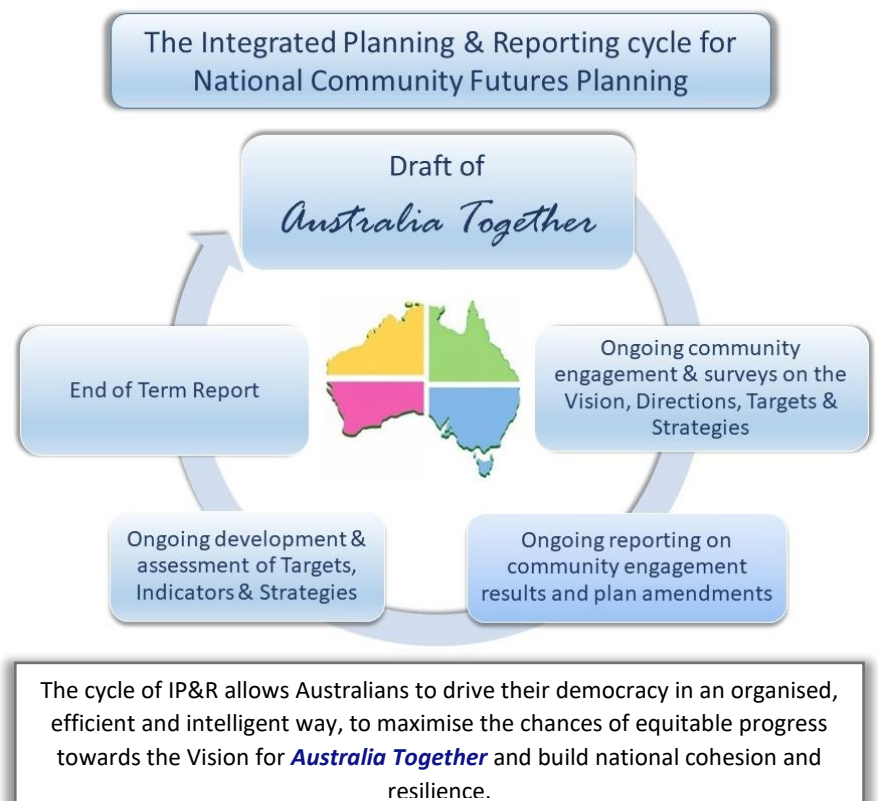 The Integrated Planning & Reporting cycle for
National Community Futures Planning
Draft of
Australia Together
Ongoing community
engagement & surveys on the
Vision, Directions, Targets &
Strategies
Ongoing reporting on
community engagement
results and plan amendments
Ongoing development &
assessment of Targets,
Indicators & Strategies
End of Term Report
The cycle of IP&R allows Australians to drive their democracy in an organised,
efficient and intelligent way, to maximise the chances of equitable progress
towards the Vision for Australia Together and build national cohesion and
resilience.